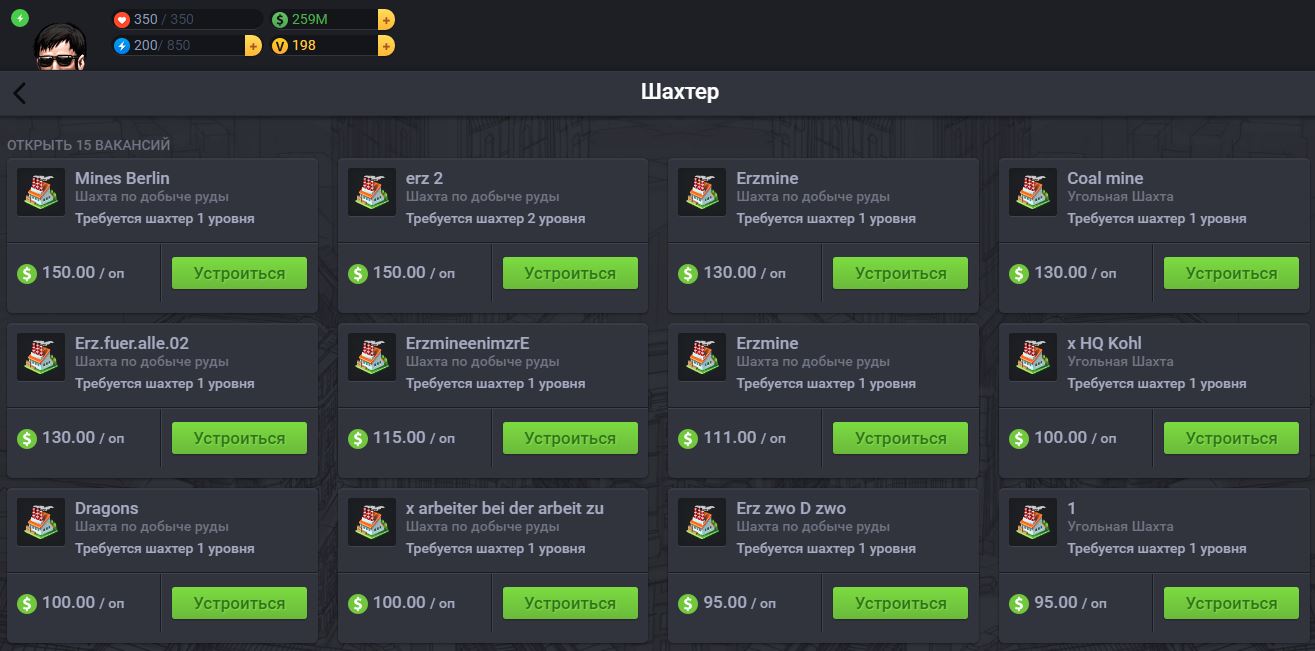 350 / 350
$ 259M +
200/ 850 +
V 198 +
Шахтер
ОТКРЫТЬ 15 ВАКАНСИЙ
Mines Berlin
Шахта по добыче руды
Требуется шахтер 1 уровня
$ 150.00 / оп
Устроиться
erz 2
Шахта по добыче руды
Требуется шахтер 2 уровня
$ 150.00 / оп
Устроиться
Erzmine
Шахта по добыче руды
Требуется шахтер 1 уровня
$ 130.00 / оп
Устроиться
Coal mine
Угольная Шахта
Требуется шахтер 1 уровня
$ 130.00 / оп
Устроиться
Erz.fuer.alle.02
Шахта по добыче руды
Требуется шахтер 1 уровня
$ 130.00 / оп
Устроиться
ErzmineenimzrE
Шахта по добыче руды
Требуется шахтер 1 уровня
$ 115.00 / оп
Устроиться
Erzmine
Шахта по добыче руды
Требуется шахтер 1 уровня
$ 111.00 / оп
Устроиться
x HQ Kohl
Угольная Шахта
Требуется шахтер 1 уровня
$ 100.00 / оп
Устроиться
Dragons
Шахта по добыче руды
Требуется шахтер 1 уровня
$ 100.00 / оп
Устроиться
x arbeiter bei der arbeit zu
Шахта по добыче руды
Требуется шахтер 1 уровня
$ 100.00 / оп
Устроиться
Erz zwo D zwo
Шахта по добыче руды
Требуется шахтер 1 уровня
$ 95.00 / оп
Устроиться
1
Угольная Шахта
Требуется шахтер 1 уровня
$ 95.00 / оп
Устроиться